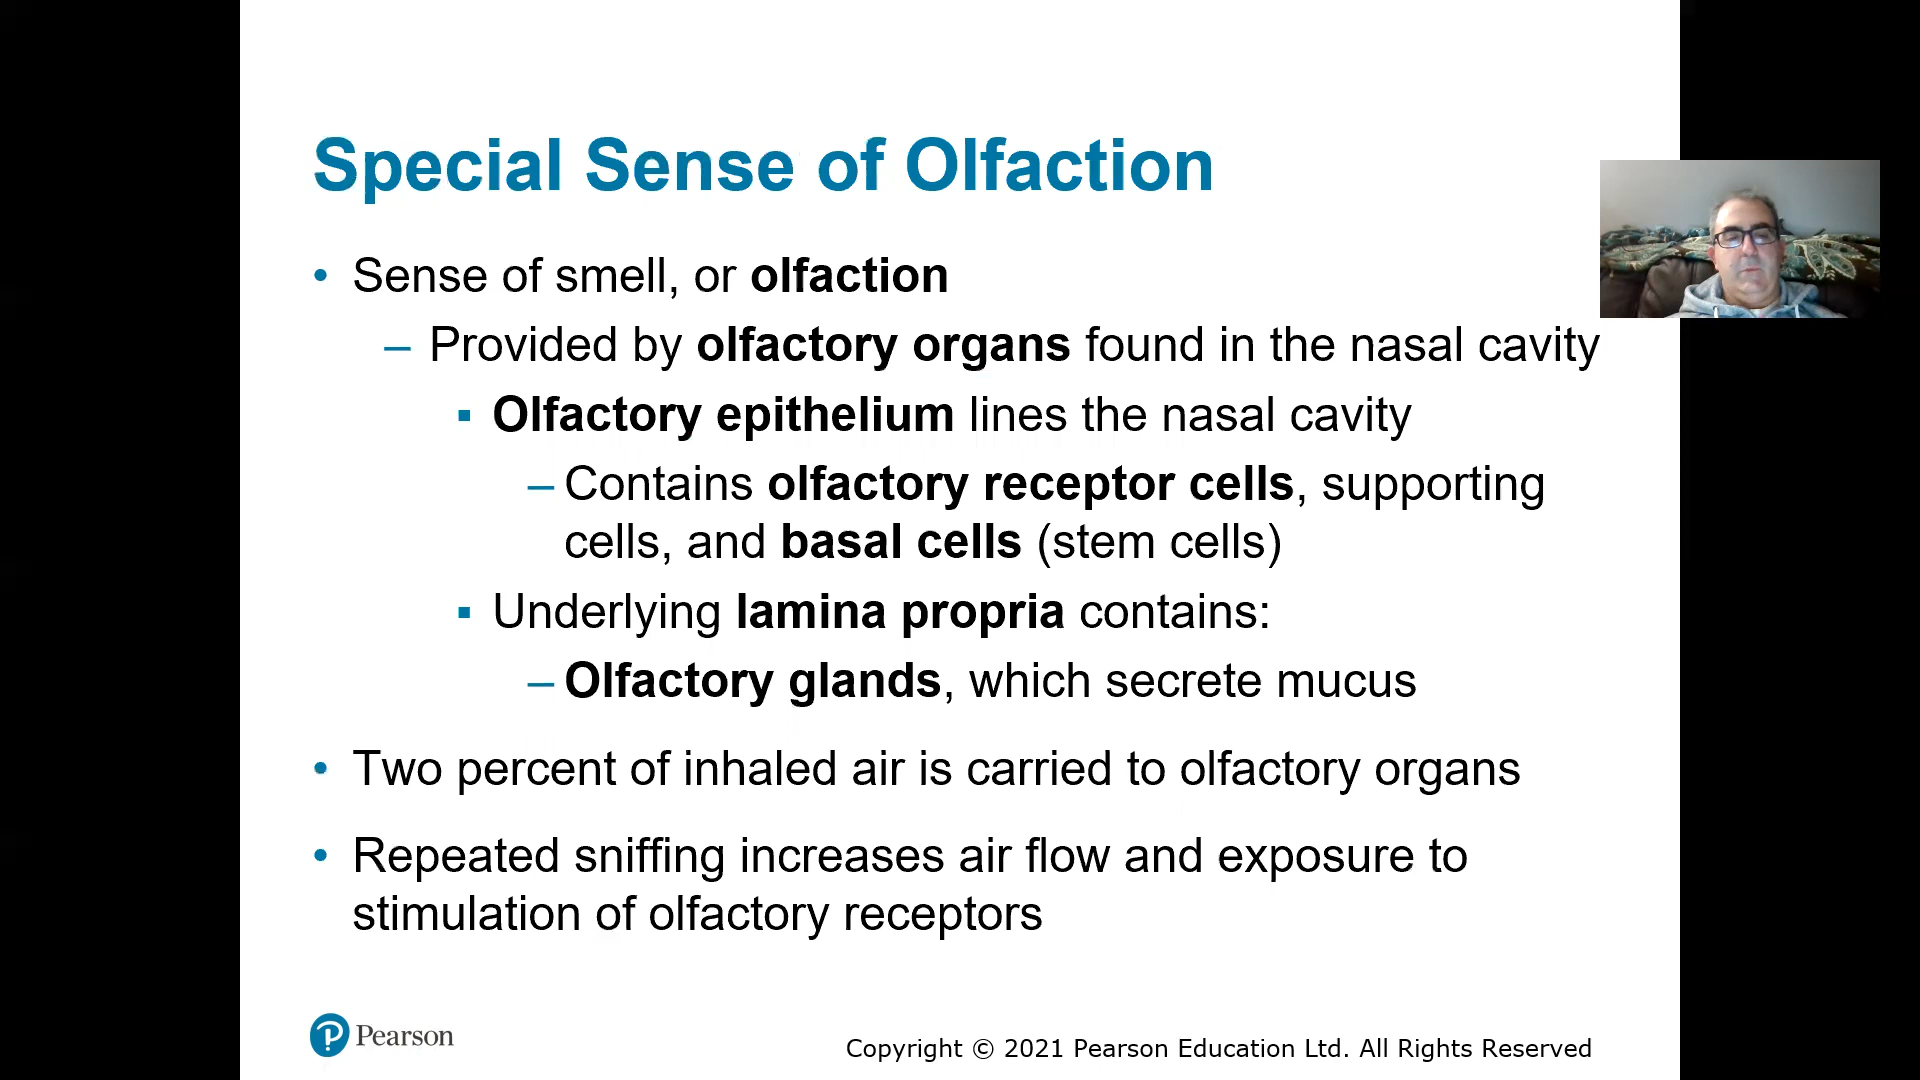 Special Sense of Olfaction
• Sense of smell, or olfaction
– Provided by olfactory organs found in the nasal cavity
▪ Olfactory epithelium lines the nasal cavity
– Contains olfactory receptor cells, supporting
cells, and basal cells (stem cells)
▪ Underlying lamina propria contains:
– Olfactory glands, which secrete mucus
• Two percent of inhaled air is carried to olfactory organs
• Repeated sniffing increases air flow and exposure to
stimulation of olfactory receptors
Pearson
Copyright © 2021 Pearson Education Ltd. All Rights Reserved